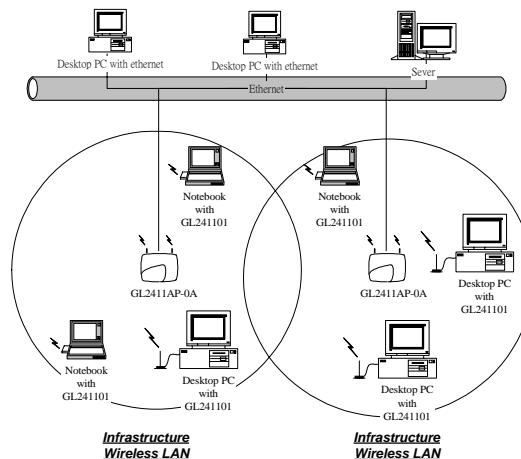 Desktop PC with ethernet
Desktop PC with ethernet
Sever
Ethernet
Notebook
with
GL241101
Notebook
with
GL241101
GL2411AP-0A
GL2411AP-0A
Desktop PC
with
GL241101
Notebook
with
GL241101
Desktop PC
with
GL241101
Desktop PC
with
GL241101
Infrastructure
Wireless LAN
Infrastructure
Wireless LAN